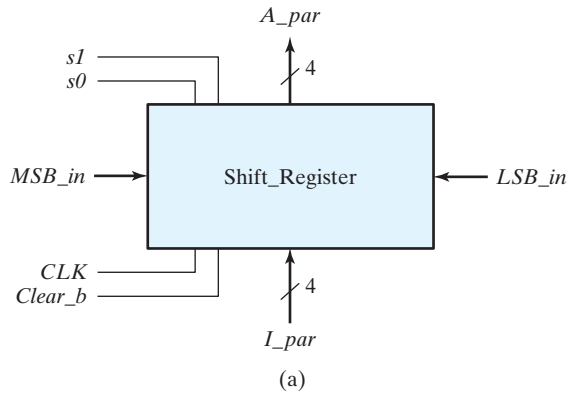 A_par
s1
4
s0
MSB_in
Shift_Register
LSB_in
CLK
Clear_b
4
I_par
(a)